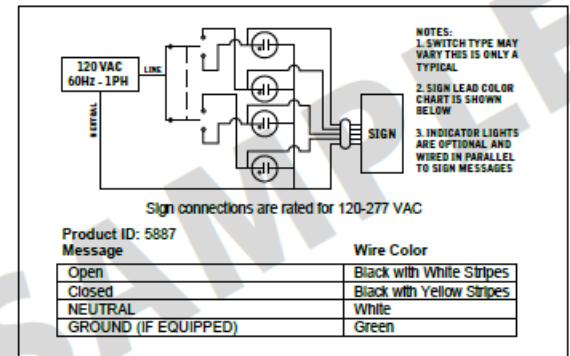 120 VAC
60Hz - 1PH
LINE
NEUTRAL
SIGN
NOTES:
1. SWITCH TYPE MAY
VARY THIS IS ONLY A
TYPICAL
2. SIGN LEAD COLOR
CHART IS SHOWN
BELOW
3. INDICATOR LIGHTS
ARE OPTIONAL AND
WIRED IN PARALLEL
TO SIGN MESSAGES
Sign connections are rated for 120-277 VAC
Product ID: 5887
Message Wire Color
Open Black with White Stripes
Closed Black with Yellow Stripes
NEUTRAL White
GROUND (IF EQUIPPED) Green
SAMPLE